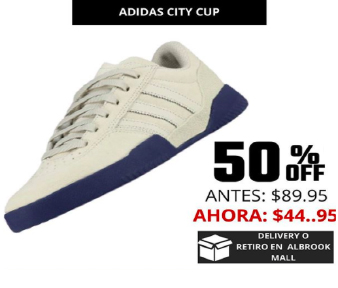 ADIDAS CITY CUP
50 % OFF
ANTES: $89.95
AHORA: $44..95
DELIVERY O
RETIRO EN ALBROOK
MALL